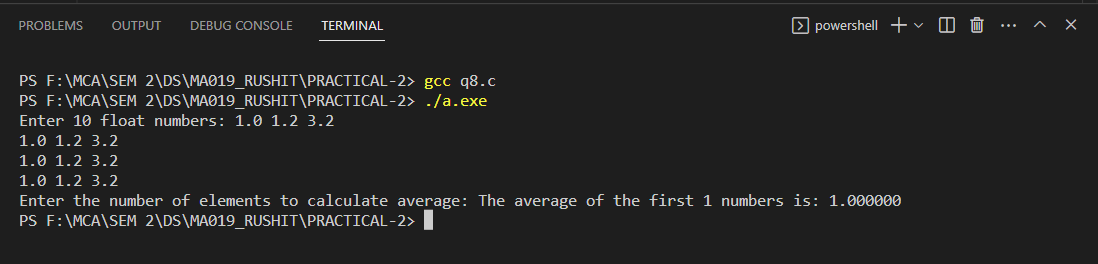 PROBLEMS OUTPUT DEBUG CONSOLE TERMINAL powershell
PS F:\MCA\SEM 2\DS\MA019_RUSHIT\PRACTICAL-2> gcc q8.c
PS F:\MCA\SEM 2\DS\MA019_RUSHIT\PRACTICAL-2> ./a.exe
Enter 10 float numbers: 1.0 1.2 3.2
1.0 1.2 3.2
1.0 1.2 3.2
1.0 1.2 3.2
Enter the number of elements to calculate average: The average of the first 1 numbers is: 1.000000
PS F:\MCA\SEM 2\DS\MA019_RUSHIT\PRACTICAL-2>